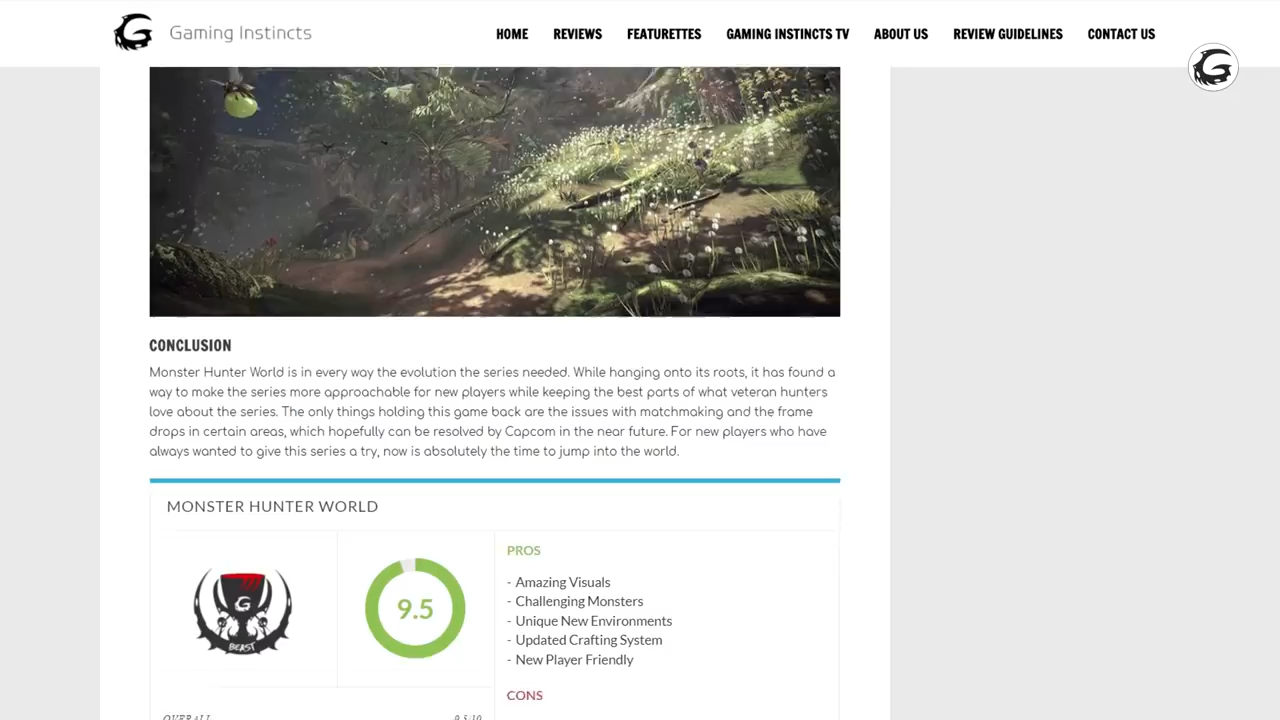 Gaming Instincts
HOME REVIEWS FEATURETTES GAMING INSTINCTS TV ABOUT US REVIEW GUIDELINES CONTACT US
CONCLUSION
Monster Hunter World is in every way the evolution the series needed. While hanging onto its roots, it has found a
way to make the series more approachable for new players while keeping the best parts of what veteran hunters
love about the series. The only things holding this game back are the issues with matchmaking and the frame
drops in certain areas, which hopefully can be resolved by Capcom in the near future. For new players who have
always wanted to give this series a try, now is absolutely the time to jump into the world.
MONSTER HUNTER WORLD
G
BEAST
9.5
PROS
- Amazing Visuals
- Challenging Monsters
- Unique New Environments
- Updated Crafting System
- New Player Friendly
CONS
OVERALL 9.5/10